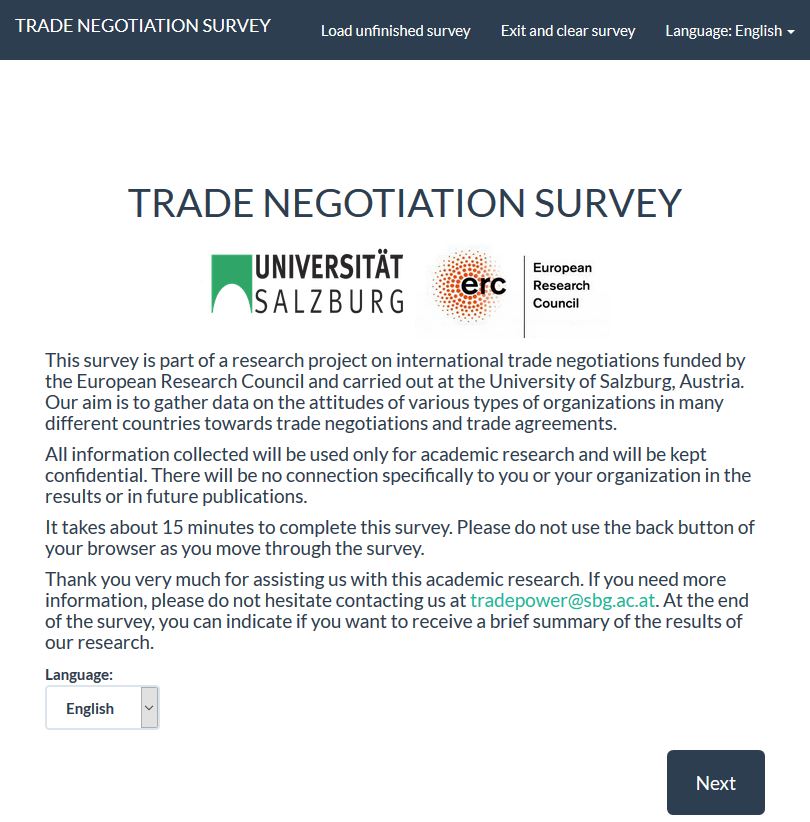 TRADE NEGOTIATION SURVEY
Load unfinished survey
Exit and clear survey
Language: English
TRADE NEGOTIATION SURVEY
UNIVERSITÄT
SALZBURG
erc
European
Research
Council
This survey is part of a research project on international trade negotiations funded by
the European Research Council and carried out at the University of Salzburg, Austria.
Our aim is to gather data on the attitudes of various types of organizations in many
different countries towards trade negotiations and trade agreements.
All information collected will be used only for academic research and will be kept
confidential. There will be no connection specifically to you or your organization in the
results or in future publications.
It takes about 15 minutes to complete this survey. Please do not use the back button of
your browser as you move through the survey.
Thank you very much for assisting us with this academic research. If you need more
information, please do not hesitate contacting us at tradepower@sbg.ac.at. At the end
of the survey, you can indicate if you want to receive a brief summary of the results of
our research.
Language:
English
Next